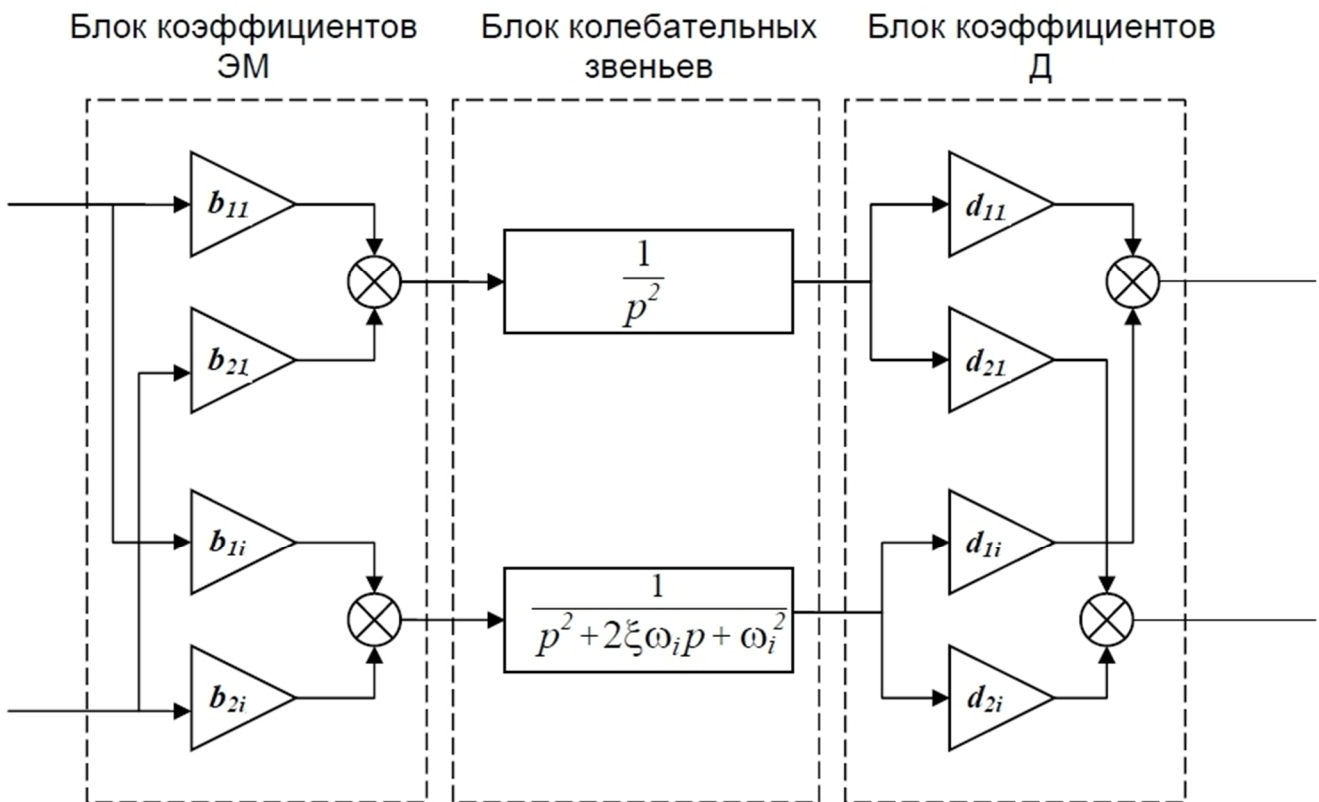 Блок коэффициентов
ЭМ
Блок колебательных
звеньев
Блок коэффициентов
Д
b11
b21
b1i
b2i
1
p²
1
p² + 2ξωip + ωi²
d11
d21
d1i
d2i